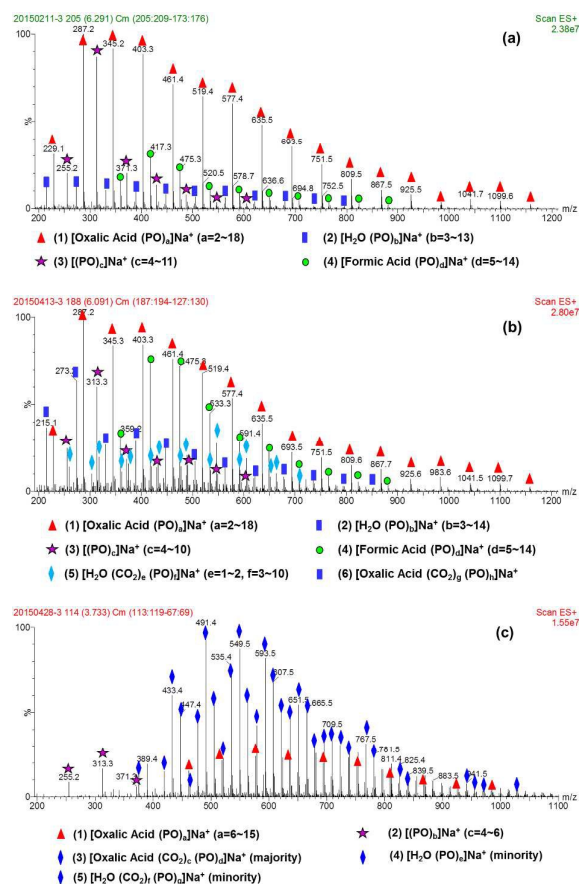 20150211-3 205 (6.291) Cm (205:209-173:176) Scan ES+
287.2 2.38e7
100 345.2 403.3 (a)
461.4
519.4
577.4
% 635.5
229.1 693.5
417.3 751.5
255.2 371.3 475.3 809.5
520.5 578.7 636.6 694.8 752.5 867.5 925.5 1041.7 1099.6
0 m/z
200 300 400 500 600 700 800 900 1000 1100 1200
(1) [Oxalic Acid (PO)ₐ]Na⁺ (a=2~18) (2) [H₂O (PO)b]Na⁺ (b=3~13)
(3) [(PO)c]Na⁺ (c=4~11) (4) [Formic Acid (PO)d]Na⁺ (d=5~14)
20150413-3 188 (6.091) Cm (187:194-127:130) Scan ES+
287.2 2.80e7
100 345.3 403.3 (b)
461.4 475.3
273. 313.3 519.4
577.4
% 215.1 533.3 635.5
359.2 591.4 693.5 751.5
809.6 867.7 925.6 983.6 1041.5 1099.7
0 m/z
200 300 400 500 600 700 800 900 1000 1100 1200
(1) [Oxalic Acid (PO)ₐ]Na⁺ (a=2~18) (2) [H₂O (PO)b]Na⁺ (b=3~14)
(3) [(PO)c]Na⁺ (c=4~10) (4) [Formic Acid (PO)d]Na⁺ (d=5~14)
(5) [H₂O (CO₂)e (PO)f]Na⁺ (e=1~2, f=3~10) (6) [Oxalic Acid (CO₂)g (PO)h]Na⁺
20150428-3 114 (3.733) Cm (113:119-67:69) Scan ES+
491.4 1.55e7
100 549.5 (c)
535.4 593.5
433.4 607.5
447.4 651.5 665.5
% 709.5
389.4 767.5 781.5
313.3 811.4 825.4
255.2 371.3 839.5 883.5 941.5
0 m/z
200 300 400 500 600 700 800 900 1000 1100
(1) [Oxalic Acid (PO)ₐ]Na⁺ (a=6~15) (2) [(PO)b]Na⁺ (c=4~6)
(3) [Oxalic Acid (CO₂)c (PO)d]Na⁺ (majority) (4) [H₂O (PO)e]Na⁺ (minority)
(5) [H₂O (CO₂)f (PO)g]Na⁺ (minority)